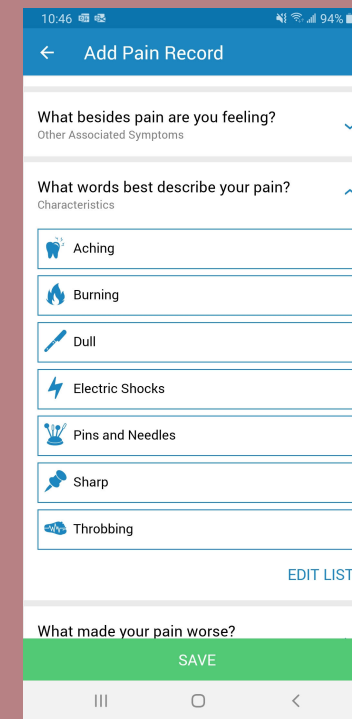 10:46
94%
Add Pain Record
What besides pain are you feeling?
Other Associated Symptoms
What words best describe your pain?
Characteristics
Aching
Burning
Dull
Electric Shocks
Pins and Needles
Sharp
Throbbing
EDIT LIST
What made your pain worse?
SAVE